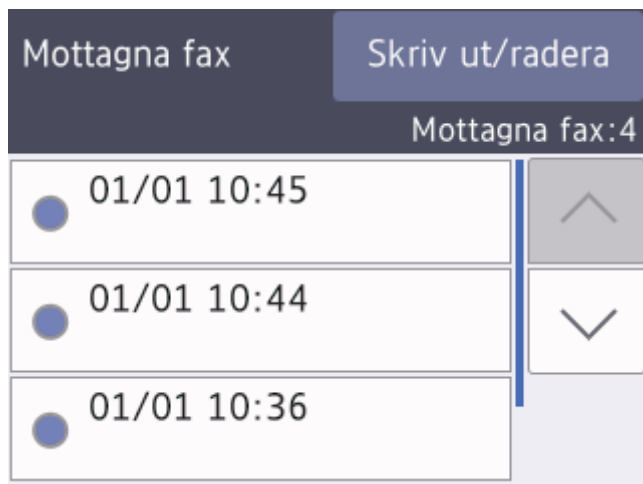 Mottagna fax
Skriv ut/radera
Mottagna fax:4
01/01 10:45
01/01 10:44
01/01 10:36